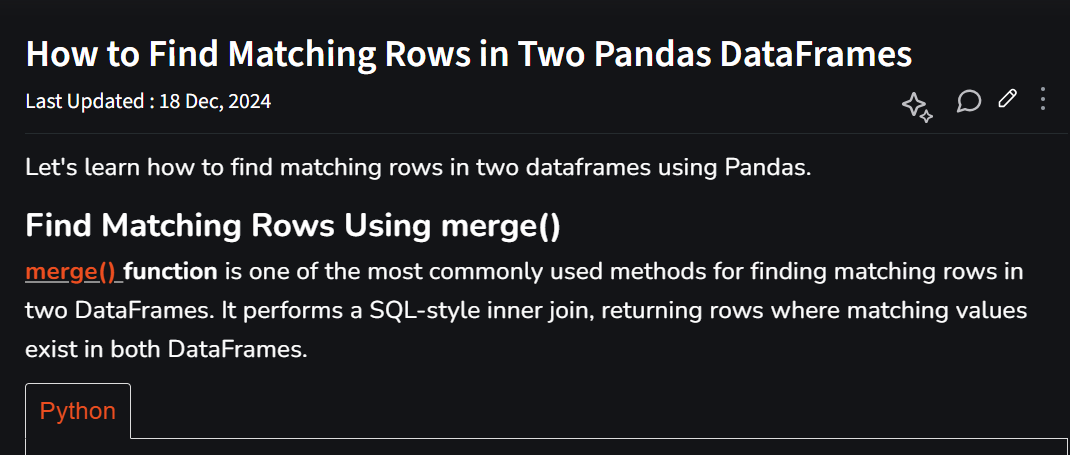 How to Find Matching Rows in Two Pandas DataFrames
Last Updated : 18 Dec, 2024
Let's learn how to find matching rows in two dataframes using Pandas.
Find Matching Rows Using merge()
merge() function is one of the most commonly used methods for finding matching rows in
two DataFrames. It performs a SQL-style inner join, returning rows where matching values
exist in both DataFrames.
Python